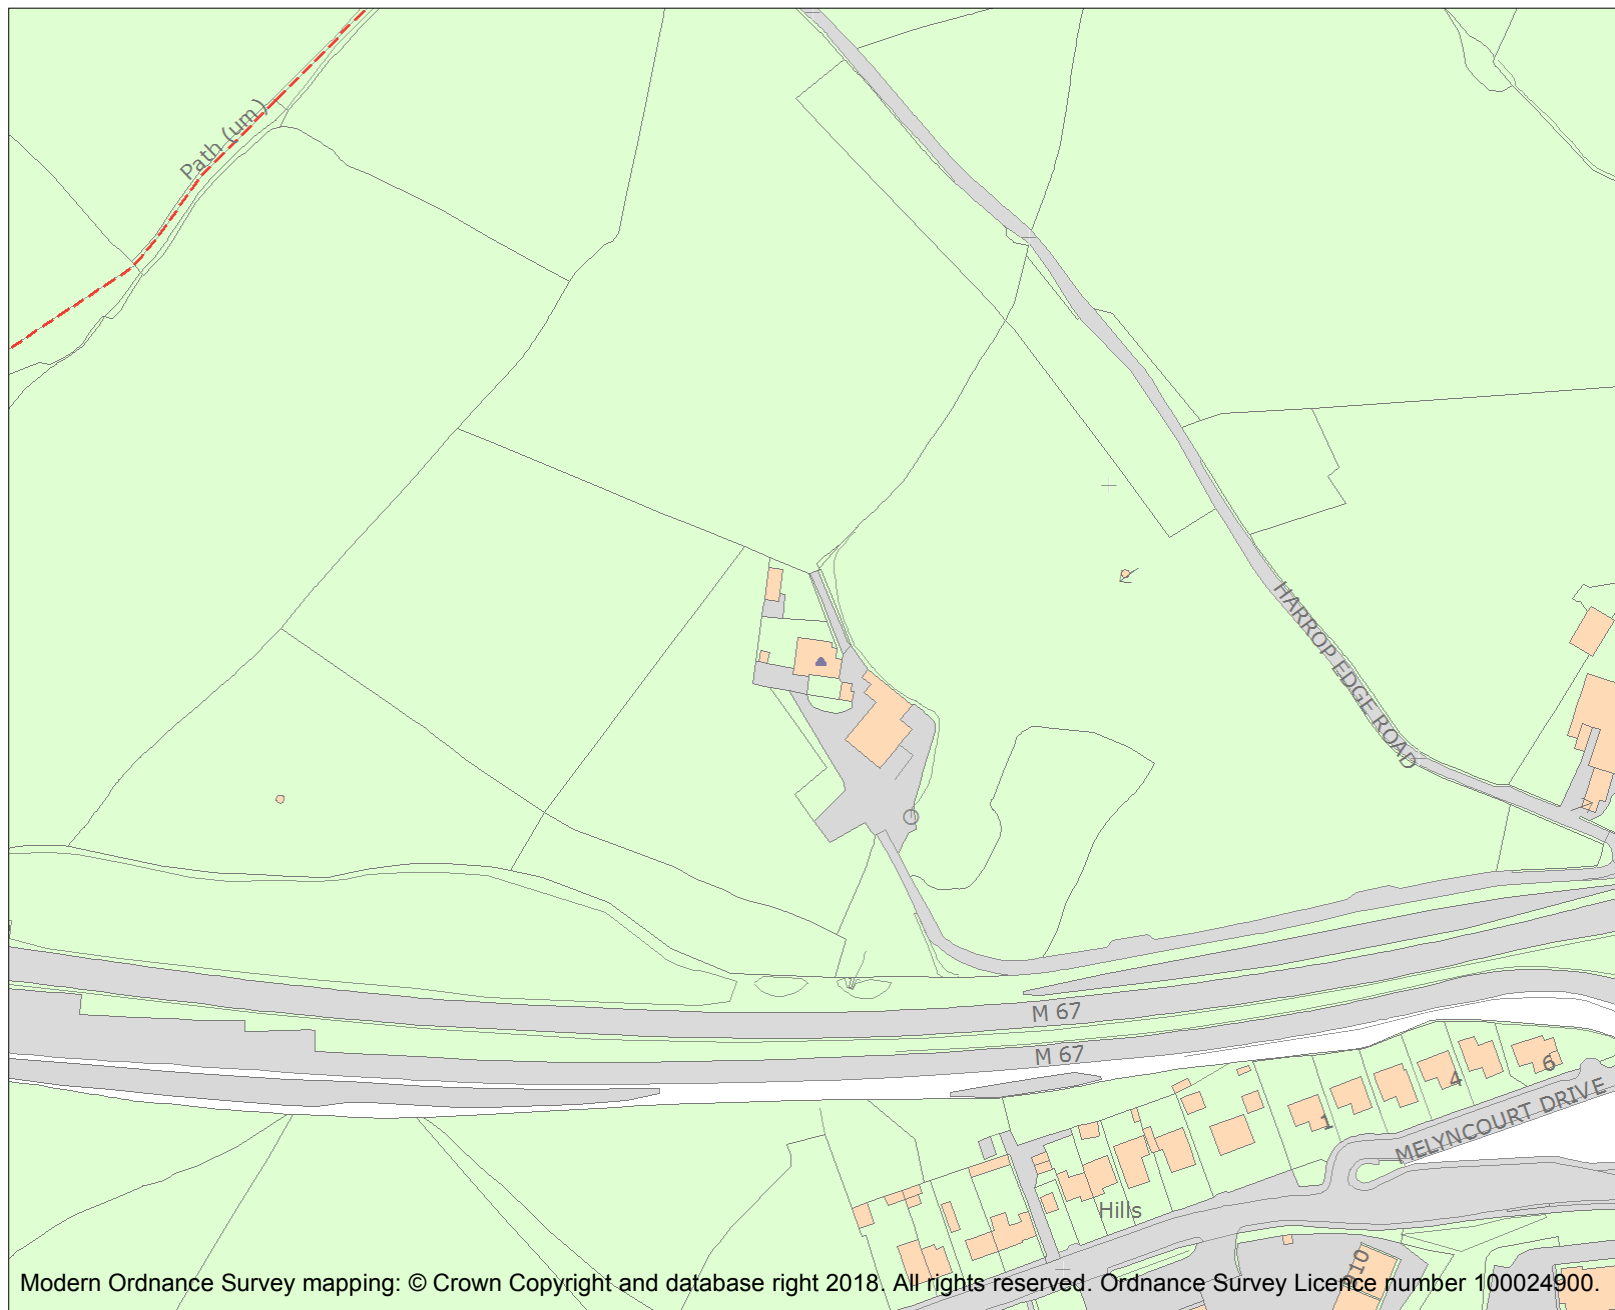 Path (um)
HARROP EDGE ROAD
M 67
M 67
6
4
1
MELYNCOURT DRIVE
Hills
Modern Ordnance Survey mapping: © Crown Copyright and database right 2018. All rights reserved. Ordnance Survey Licence number 100024900.